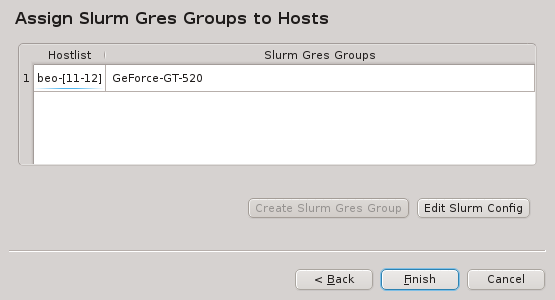 Assign Slurm Gres Groups to Hosts
Hostlist Slurm Gres Groups
1 beo-[11-12] GeForce-GT-520
Create Slurm Gres Group Edit Slurm Config
< Back Finish Cancel